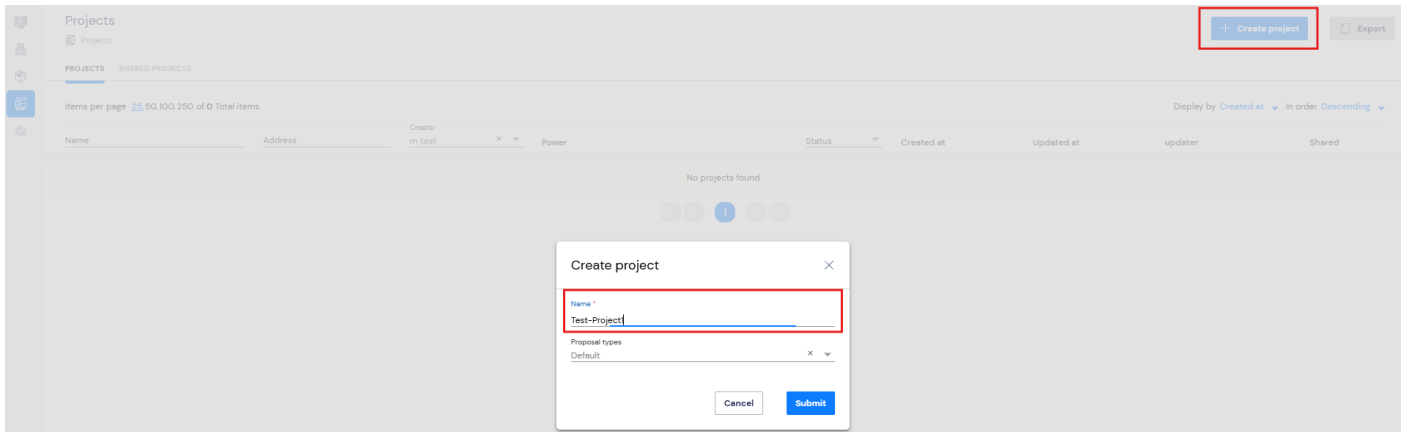 Projects
+ Create project
Export
Projects
PROJECTS SHARED PROJECTS
Items per page 25, 50, 100, 250 of 0 Total items
Display by Created at In order Descending
Creator
Name Address m test × Power Status Created at Updated at updater Shared
No projects found
1
Create project ×
Name *
Test-Project1
Proposal types
Default ×
Cancel Submit